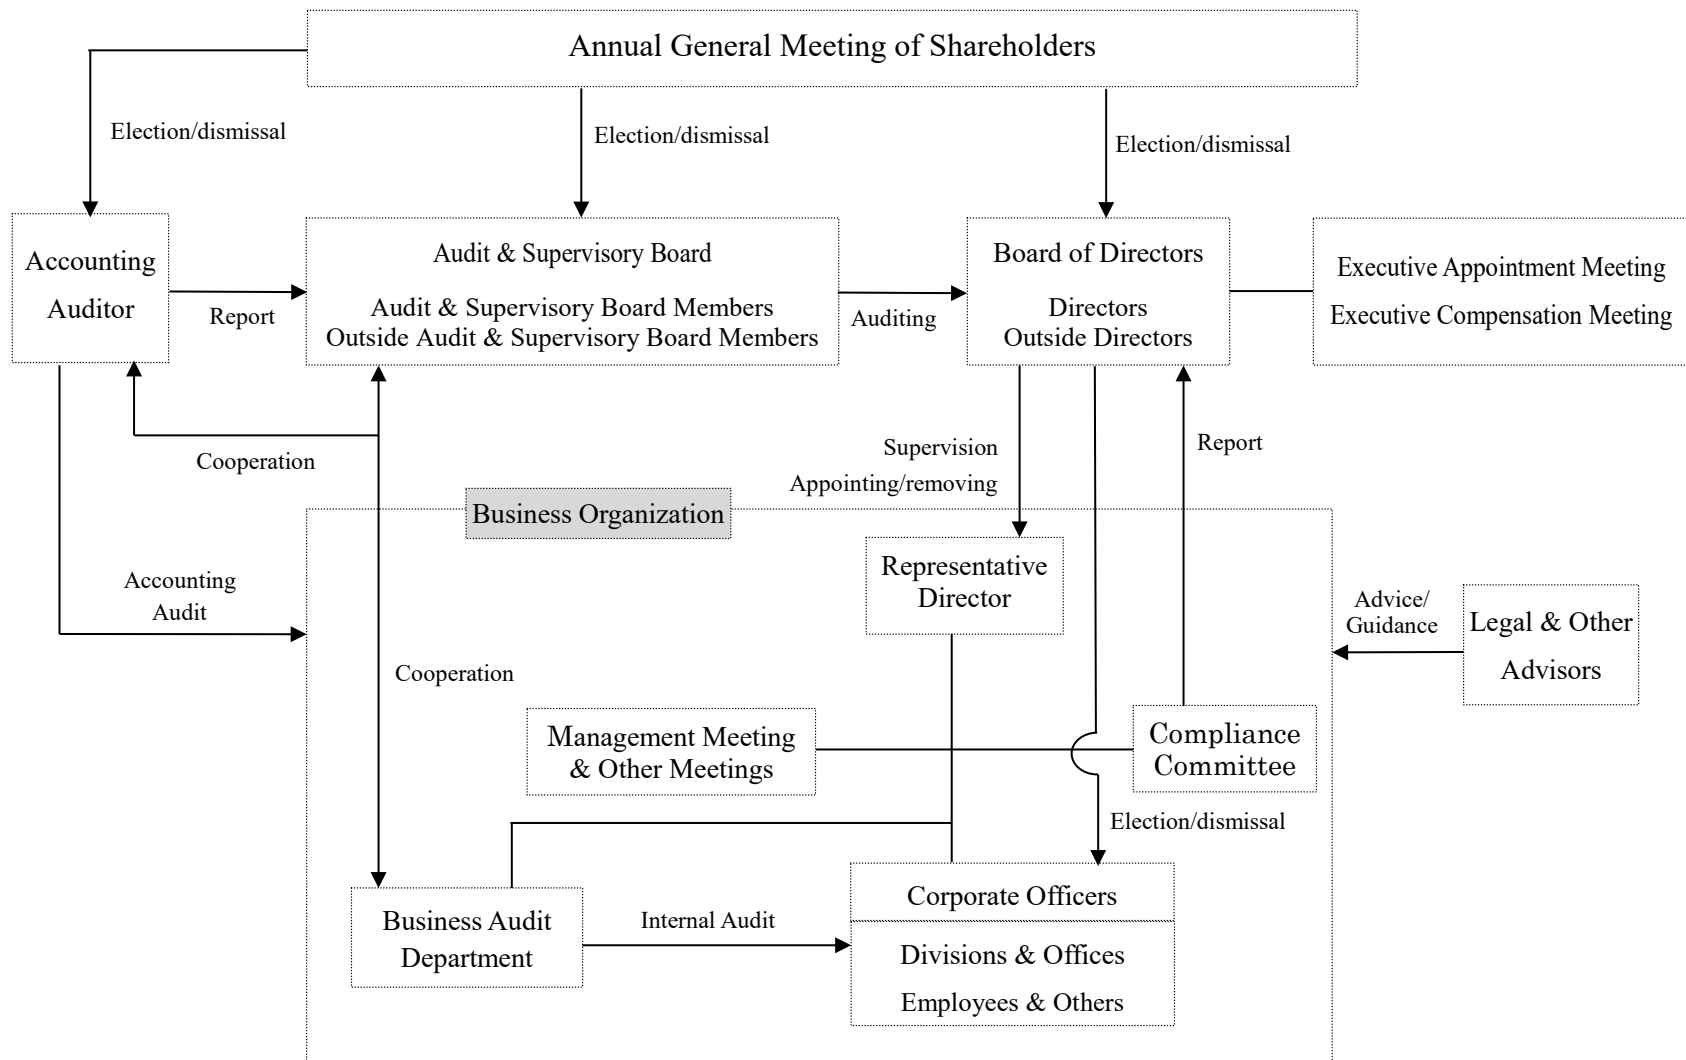 Annual General Meeting of Shareholders
Election/dismissal
Election/dismissal
Election/dismissal
Accounting
Auditor
Report
Audit & Supervisory Board
Audit & Supervisory Board Members
Outside Audit & Supervisory Board Members
Auditing
Board of Directors
Directors
Outside Directors
Executive Appointment Meeting
Executive Compensation Meeting
Cooperation
Supervision
Appointing/removing
Report
Business Organization
Accounting
Audit
Representative
Director
Advice/
Guidance
Legal & Other
Advisors
Cooperation
Management Meeting
& Other Meetings
Compliance
Committee
Election/dismissal
Business Audit
Department
Internal Audit
Corporate Officers
Divisions & Offices
Employees & Others